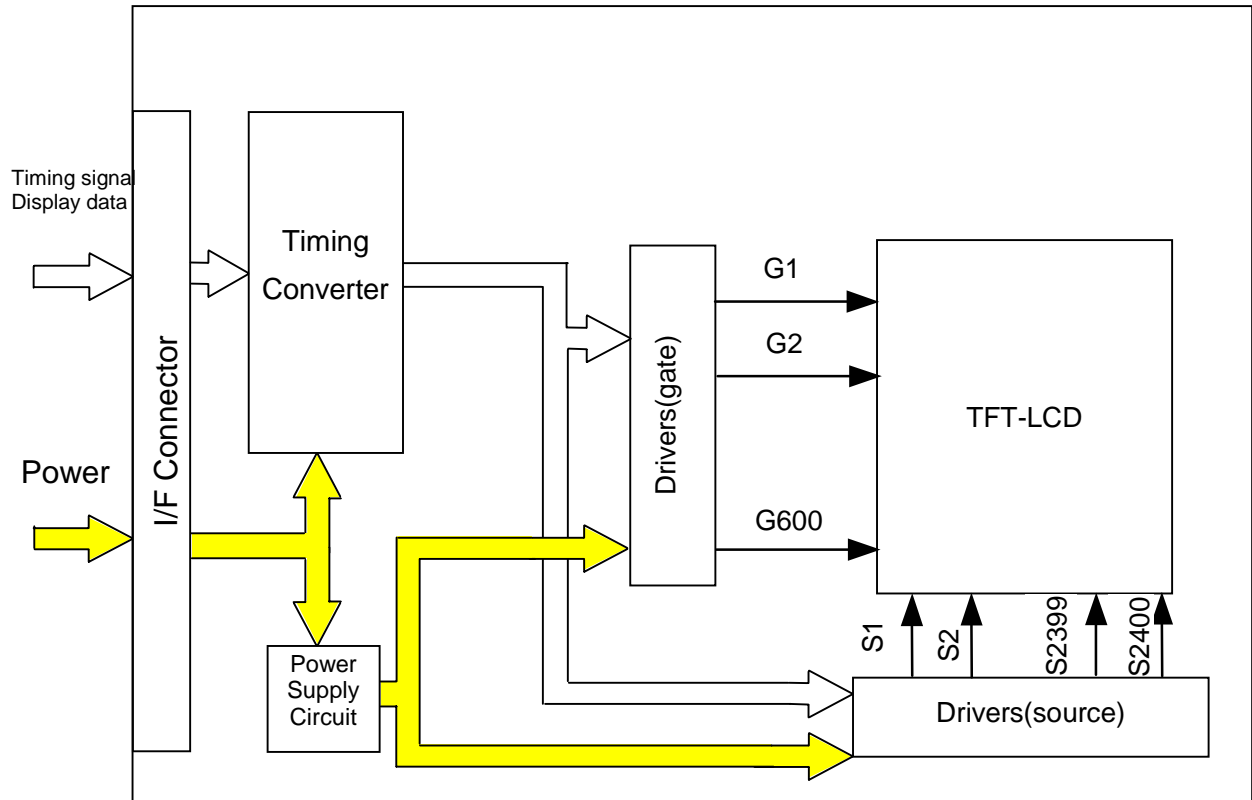 Timing signal
Display data
Power
I/F Connector
Timing
Converter
Power
Supply
Circuit
Drivers(gate)
G1
G2
G600
TFT-LCD
S1
S2
S2399
S2400
Drivers(source)